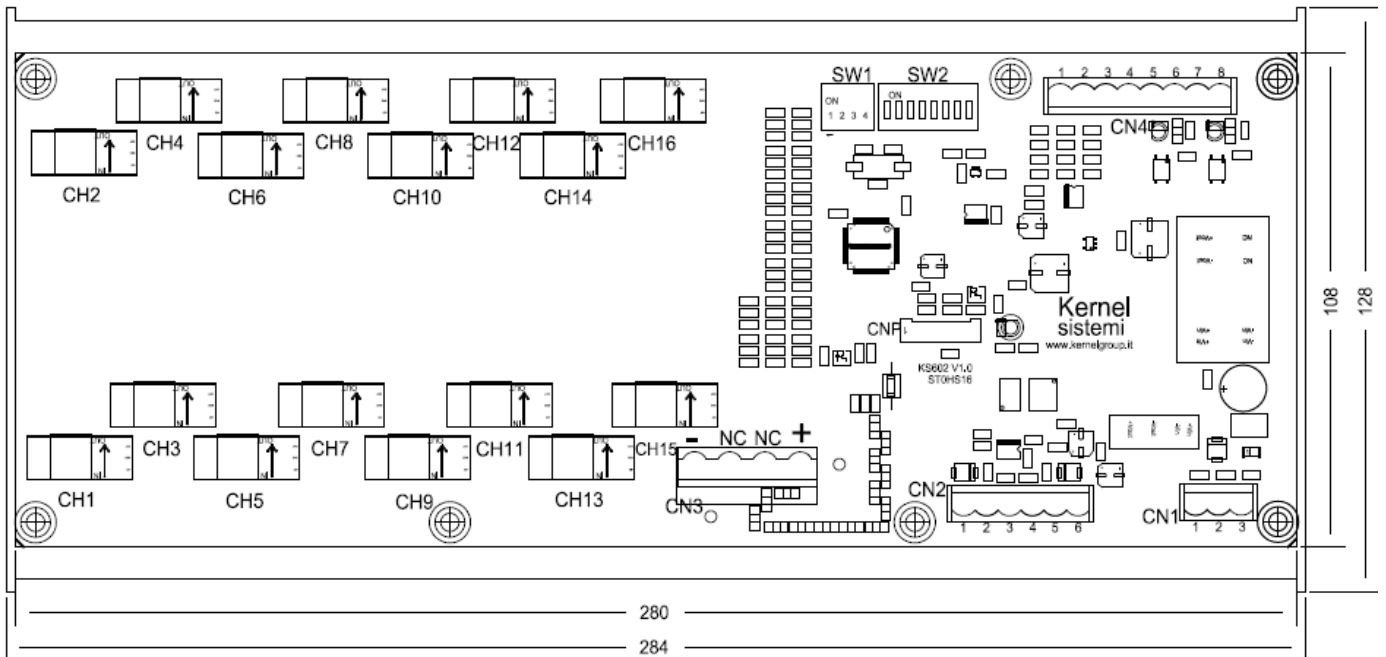 SW1 SW2
CH4 CH8 CH12 CH16
CH2 CH6 CH10 CH14
ON
1 2 3 4
ON
1 2 3 4 5 6 7 8
CN4
108
128
Kernel
sistemi
www.kernelgroup.it
KS602 V1.0
ST0HS16
CH3 CH7 CH11 CH15
CH1 CH5 CH9 CH13
- NC NC +
CN3
CN2
1 2 3 4 5 6
CN1
1 2 3
280
284